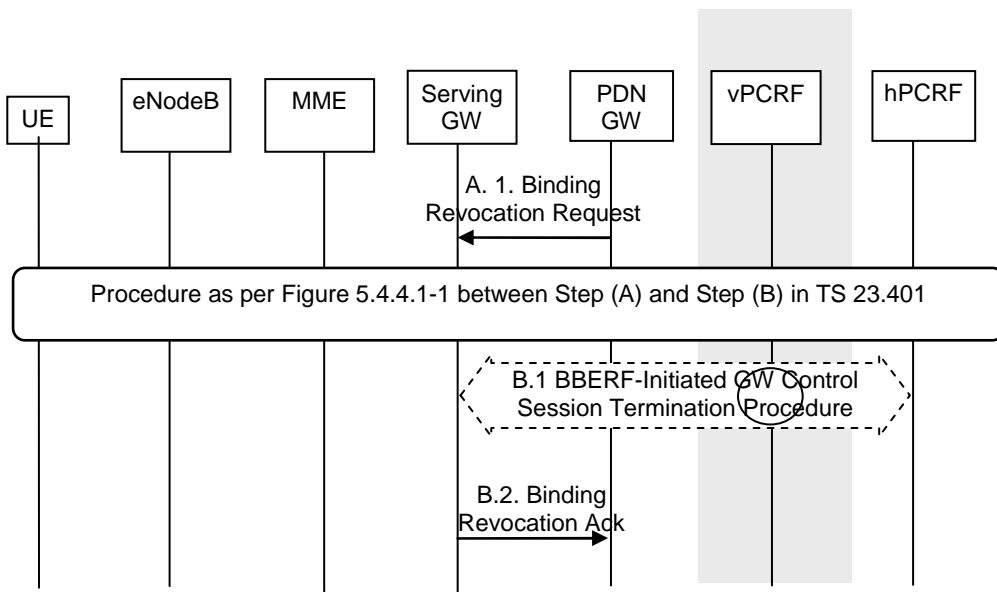 UE
eNodeB
MME
Serving
GW
PDN
GW
vPCRF
hPCRF
A. 1. Binding
Revocation Request
Procedure as per Figure 5.4.4.1-1 between Step (A) and Step (B) in TS 23.401
B.1 BBERF-Initiated GW Control
Session Termination Procedure
B.2. Binding
Revocation Ack